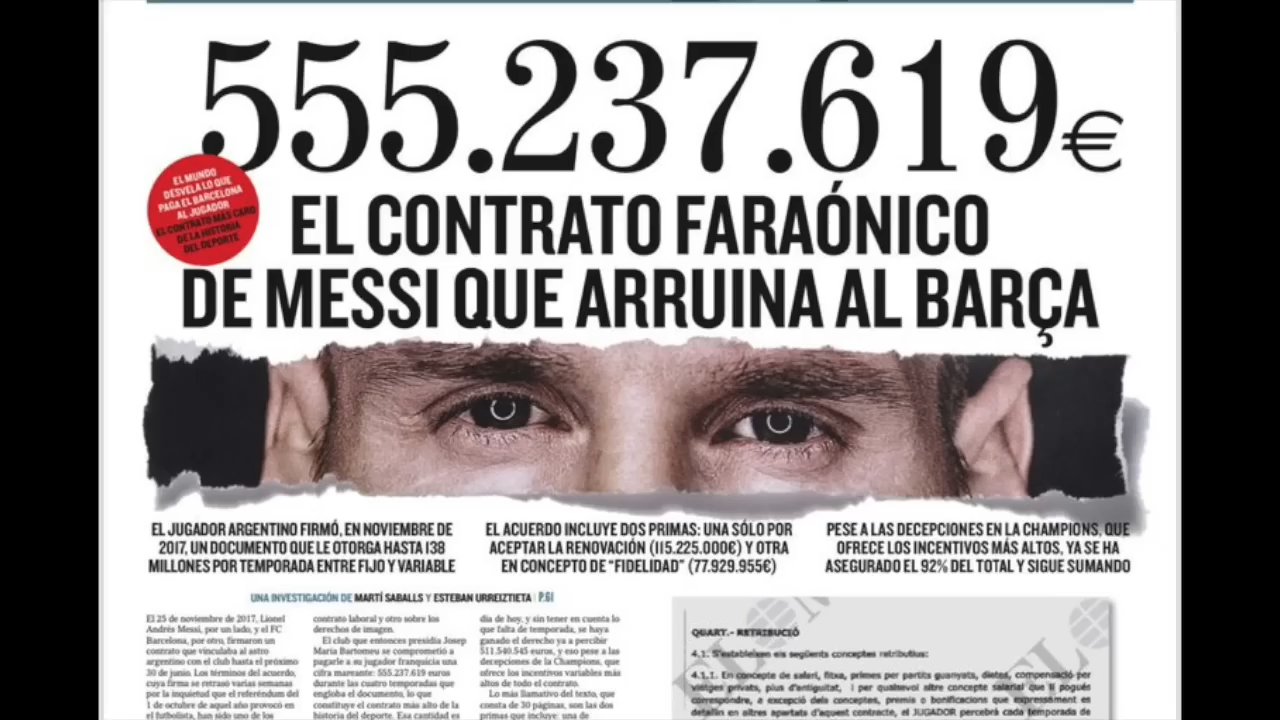 555.237.619€
EL MUNDO
DESVELA LO QUE
PAGA EL BARCELONA
AL JUGADOR
EL CONTRATO MÁS CARO
DE LA HISTORIA
DEL DEPORTE
EL CONTRATO FARAÓNICO
DE MESSI QUE ARRUINA AL BARÇA
EL JUGADOR ARGENTINO FIRMÓ, EN NOVIEMBRE DE
2017, UN DOCUMENTO QUE LE OTORGA HASTA 138
MILLONES POR TEMPORADA ENTRE FIJO Y VARIABLE
EL ACUERDO INCLUYE DOS PRIMAS: UNA SÓLO POR
ACEPTAR LA RENOVACIÓN (115.225.000€) Y OTRA
EN CONCEPTO DE “FIDELIDAD” (77.929.955€)
PESE A LAS DECEPCIONES EN LA CHAMPIONS, QUE
OFRECE LOS INCENTIVOS MÁS ALTOS, YA SE HA
ASEGURADO EL 92% DEL TOTAL Y SIGUE SUMANDO
UNA INVESTIGACIÓN DE MARTÍ SABALLS Y ESTEBAN URREIZTIETA | P.61
El 25 de noviembre de 2017, Lionel
Andrés Messi, por un lado, y el FC
Barcelona, por otro, firmaron un
contrato que vinculaba al astro
argentino con el club hasta el próximo
30 de junio. Los términos del acuerdo,
cuya firma se retrasó varias semanas
por la inquietud que el referéndum del
1 de octubre de aquel año provocó en
el futbolista, han sido uno de los
contrato laboral y otro sobre los
derechos de imagen.
El club que entonces presidía Josep
Maria Bartomeu se comprometió a
pagarle a su jugador franquicia una
cifra mareante: 555.237.619 euros
durante las cuatro temporadas que
engloba el documento, lo que
constituye el contrato más alto de la
historia del deporte. Esa cantidad es
día de hoy, y sin tener en cuenta lo
que falta de temporada, se haya
ganado el derecho ya a percibir
511.540.545 euros, y eso pese a las
decepciones de la Champions, que
ofrece los incentivos variables más
altos de todo el contrato.
Lo más llamativo del texto, que
consta de 30 páginas, son las dos
primas que incluye: una de
QUART.- RETRIBUCIÓ
4.1. S'estableixen els següents conceptes retributius:
4.1.1. En concepte de salari, fitxa, primes per partits guanyats, dietes, compensació per
viatges privats, plus d'antiguitat, i per qualsevol altre concepte salarial que li pogués
correspondre, a excepció dels conceptes, premis o bonificacions que expressament es
detallin en altres apartats d'aquest contracte, el JUGADOR percebrà cada temporada de